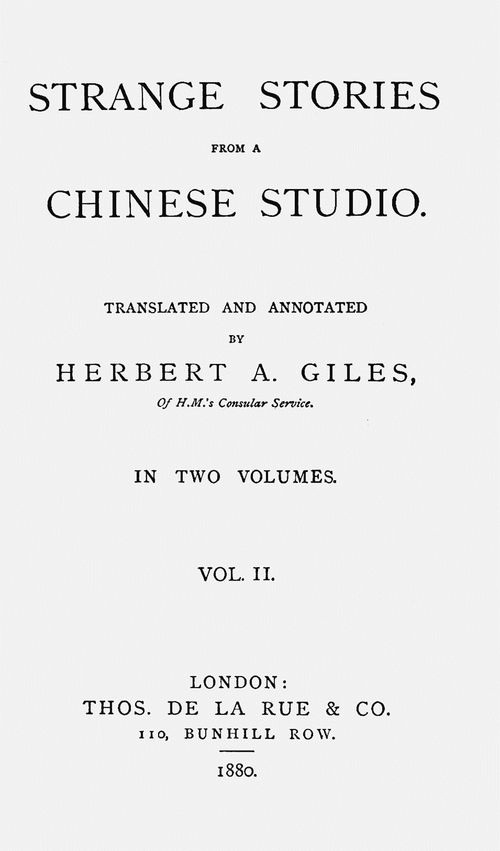 STRANGE STORIES
FROM A
CHINESE STUDIO.
TRANSLATED AND ANNOTATED
BY
HERBERT A. GILES,
Of H.M.'s Consular Service.
IN TWO VOLUMES.
VOL. II.
LONDON:
THOS. DE LA RUE & CO.
110, BUNHILL ROW.
1880.